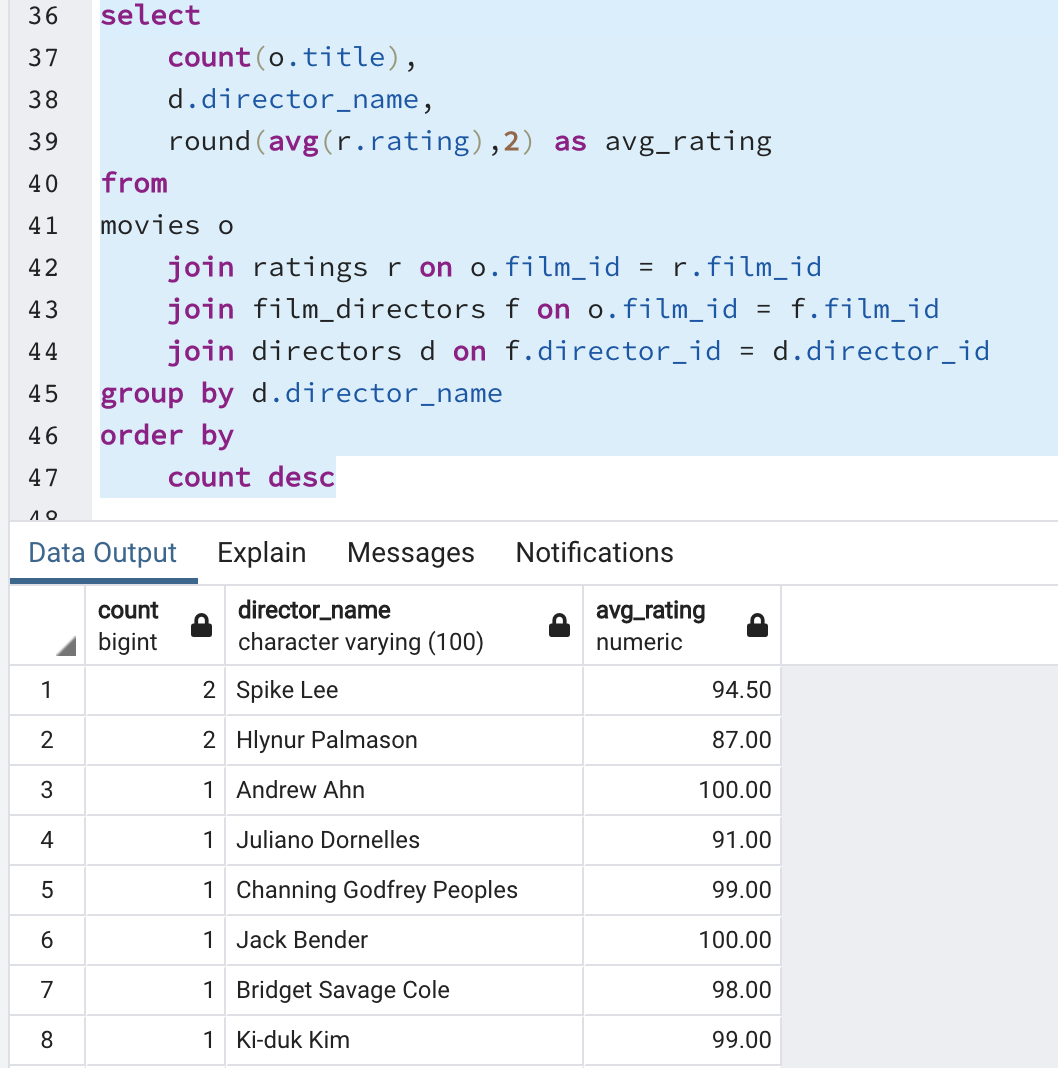 36 select
37 count(o.title),
38 d.director_name,
39 round(avg(r.rating),2) as avg_rating
40 from
41 movies o
42 join ratings r on o.film_id = r.film_id
43 join film_directors f on o.film_id = f.film_id
44 join directors d on f.director_id = d.director_id
45 group by d.director_name
46 order by
47 count desc
48
Data Output Explain Messages Notifications
count director_name avg_rating
bigint character varying (100) numeric
1 2 Spike Lee 94.50
2 2 Hlynur Palmason 87.00
3 1 Andrew Ahn 100.00
4 1 Juliano Dornelles 91.00
5 1 Channing Godfrey Peoples 99.00
6 1 Jack Bender 100.00
7 1 Bridget Savage Cole 98.00
8 1 Ki-duk Kim 99.00